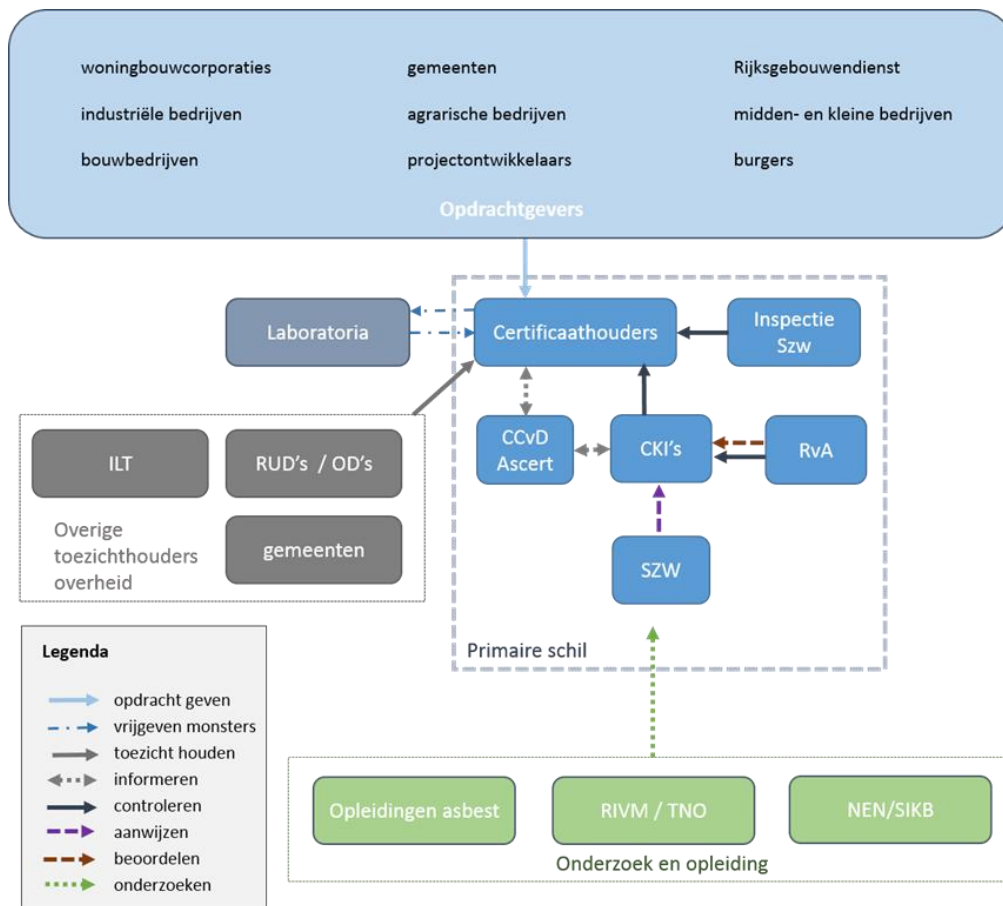 woningbouwcorporaties gemeenten Rijksgebouwendienst
industriële bedrijven agrarische bedrijven midden- en kleine bedrijven
bouwbedrijven projectontwikkelaars burgers
Opdrachtgevers
Laboratoria
Certificaathouders
Inspectie
Szw
CCvD
Ascert
CKI's
RvA
SZW
Primaire schil
ILT
RUD's / OD's
gemeenten
Overige
toezichthouders
overheid
Legenda
opdracht geven
vrijgeven monsters
toezicht houden
informeren
controleren
aanwijzen
beoordelen
onderzoeken
Opleidingen asbest
RIVM / TNO
NEN/SIKB
Onderzoek en opleiding